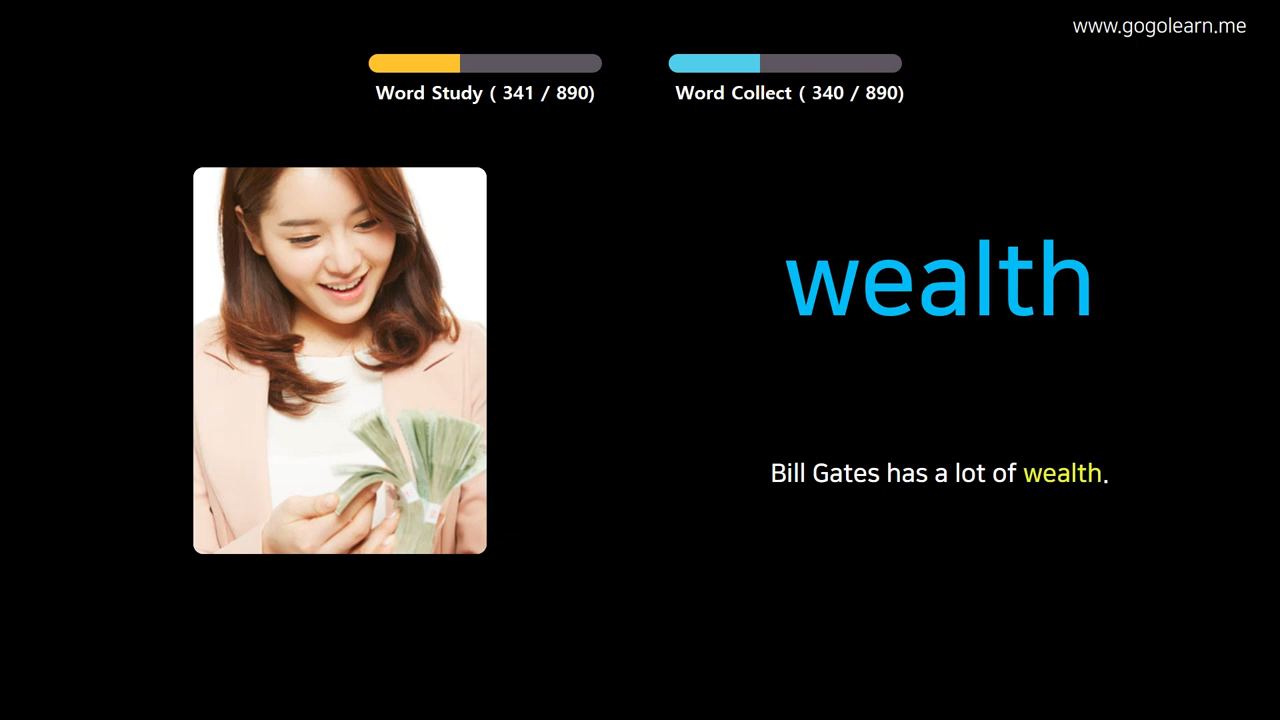 www.gogolearn.me
Word Study ( 341 / 890)
Word Collect ( 340 / 890)
wealth
Bill Gates has a lot of wealth.